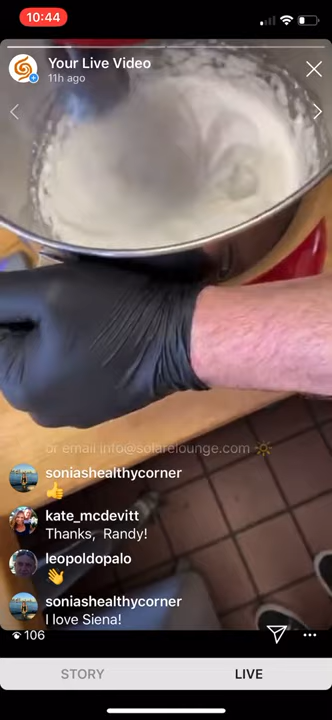 10:44
Your Live Video
11h ago
or email info@solarelounge.com ☀️
soniashealthycorner
👍
kate_mcdevitt
Thanks, Randy!
leopoldopalo
👋
soniashealthycorner
I love Siena!
106
STORY
LIVE